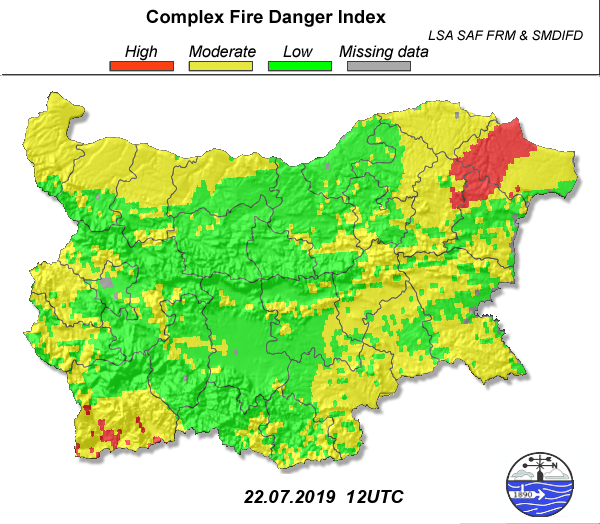 Complex Fire Danger Index
LSA SAF FRM & SMDIFD
High Moderate Low Missing data
N
1890
22.07.2019 12UTC